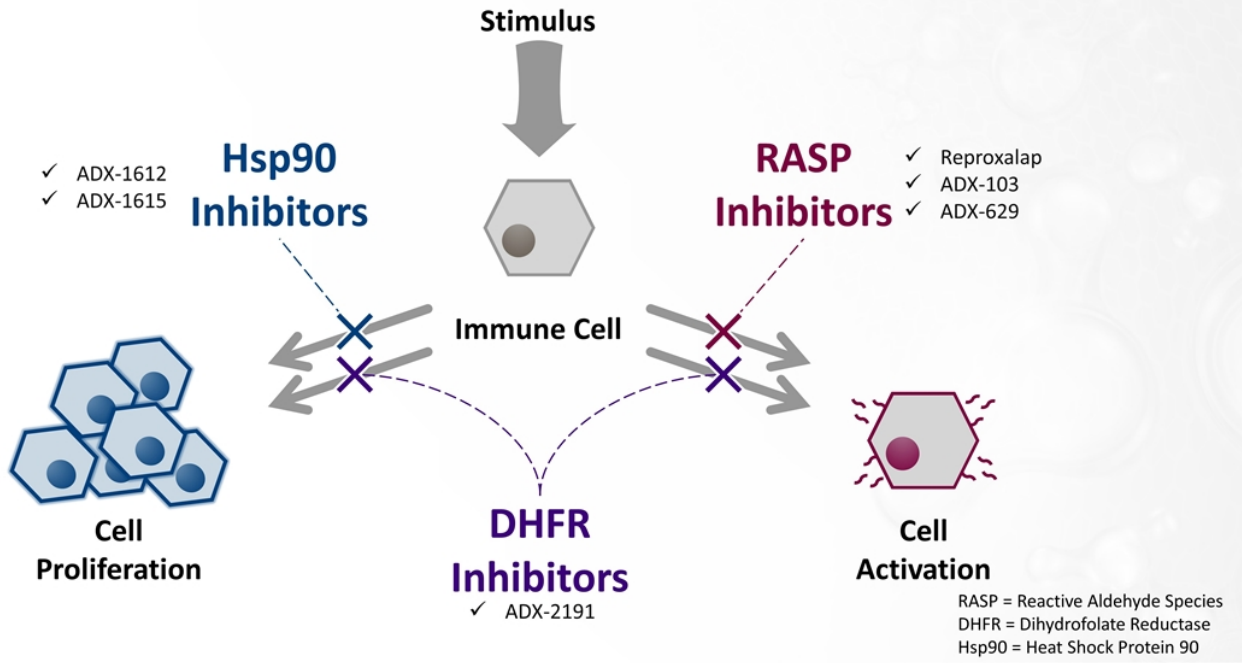 Stimulus
Hsp90
Inhibitors
✓ ADX-1612
✓ ADX-1615
RASP
Inhibitors
✓ Reproxalap
✓ ADX-103
✓ ADX-629
Immune Cell
Cell
Proliferation
DHFR
Inhibitors
✓ ADX-2191
Cell
Activation
RASP = Reactive Aldehyde Species
DHFR = Dihydrofolate Reductase
Hsp90 = Heat Shock Protein 90